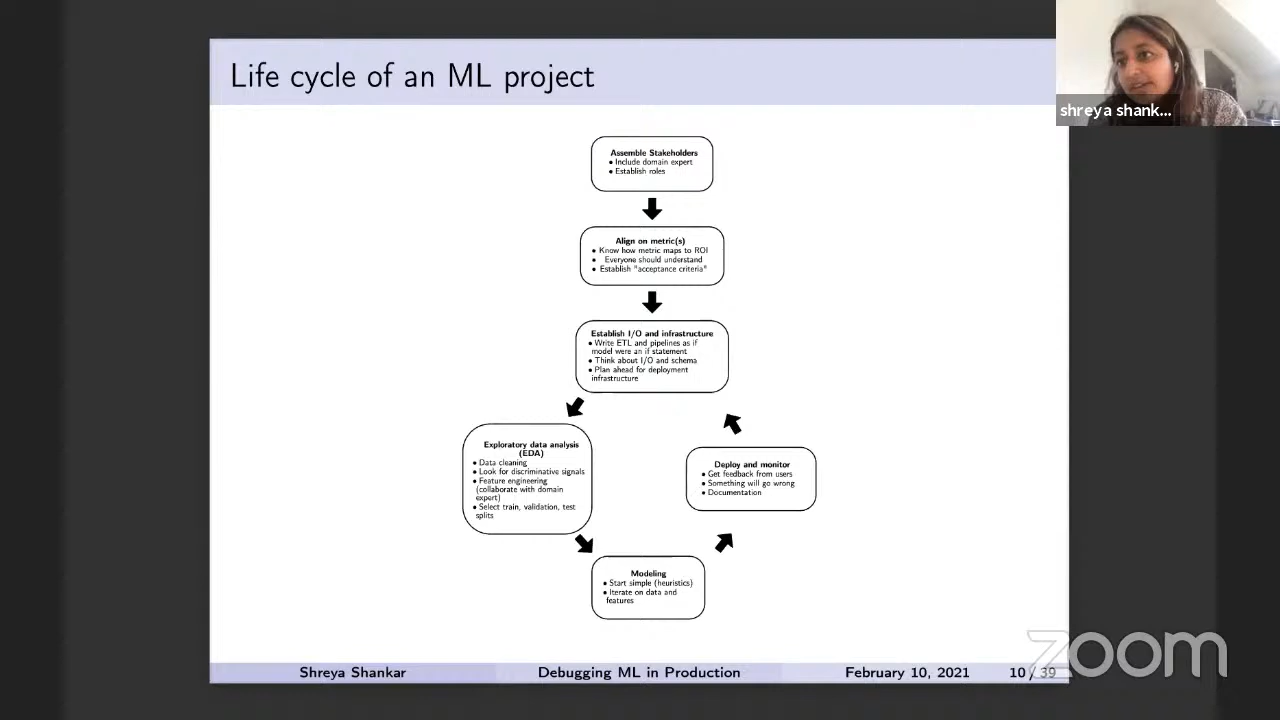 Life cycle of an ML project
shreya shank...
Assemble Stakeholders
• Include domain expert
• Establish roles
Align on metric(s)
• Know how metric maps to ROI
• Everyone should understand
• Establish "acceptance criteria"
Establish I/O and infrastructure
• Write ETL and pipelines as if
model were an if statement
• Think about I/O and schema
• Plan ahead for deployment
infrastructure
Exploratory data analysis
(EDA)
• Data cleaning
• Look for discriminative signals
• Feature engineering
(collaborate with domain
expert)
• Select train, validation, test
splits
Deploy and monitor
• Get feedback from users
• Something will go wrong
• Documentation
Modeling
• Start simple (heuristics)
• Iterate on data and
features
zoom
Shreya Shankar Debugging ML in Production February 10, 2021 10 / 39